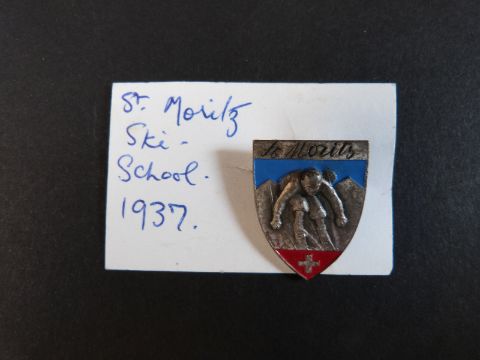 St. Moritz
Ski -
School.
1937.
St. Moritz